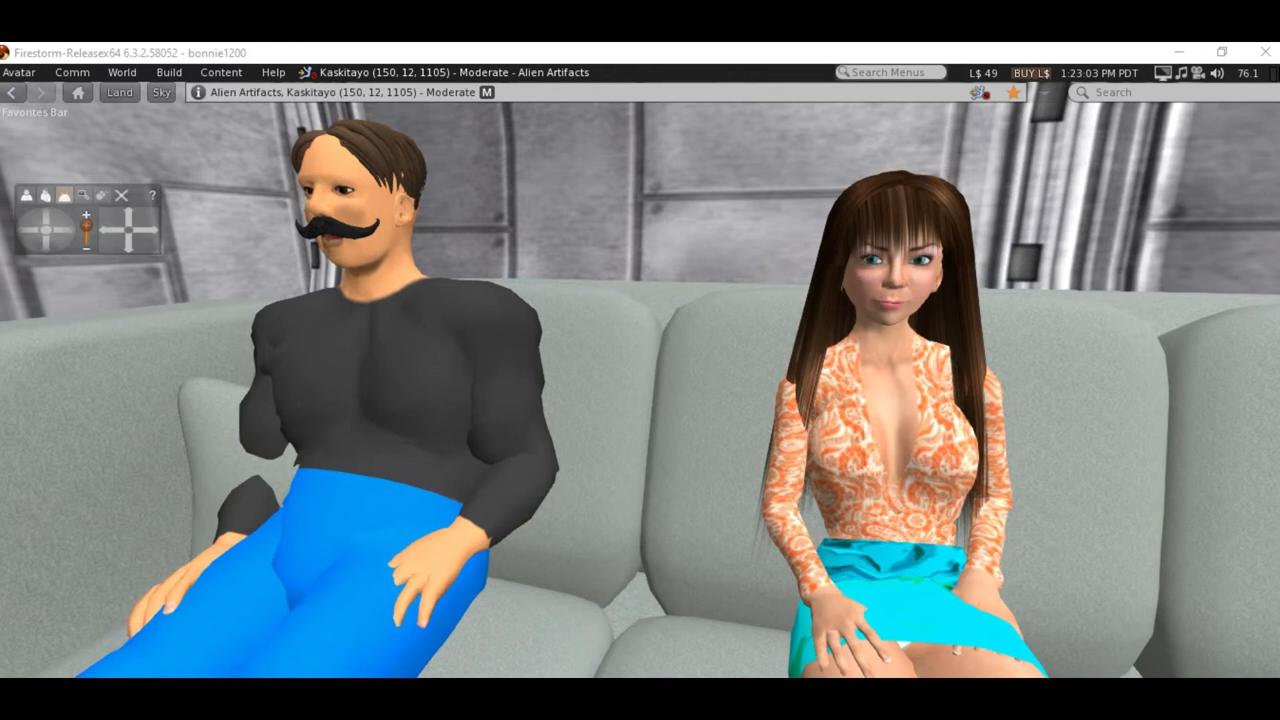 Firestorm-Releasex64 6.3.2.58052 - bonnie1200
Avatar Comm World Build Content Help Kaskitayo (150, 12, 1105) - Moderate - Alien Artifacts Search Menus L$ 49 BUY L$ 1:23:03 PM PDT 76.1
Land Sky Alien Artifacts, Kaskitayo (150, 12, 1105) - Moderate M Search
Favorites Bar
?